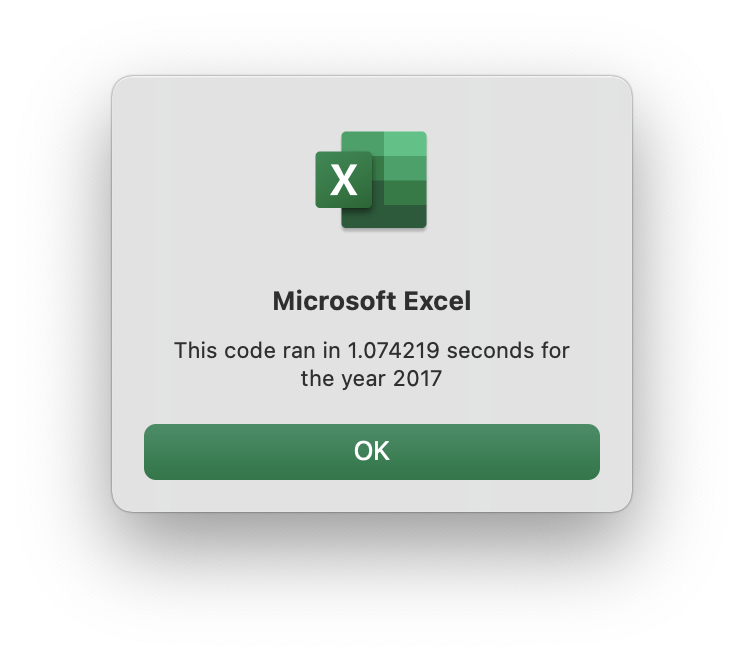 X
Microsoft Excel
This code ran in 1.074219 seconds for
the year 2017
OK